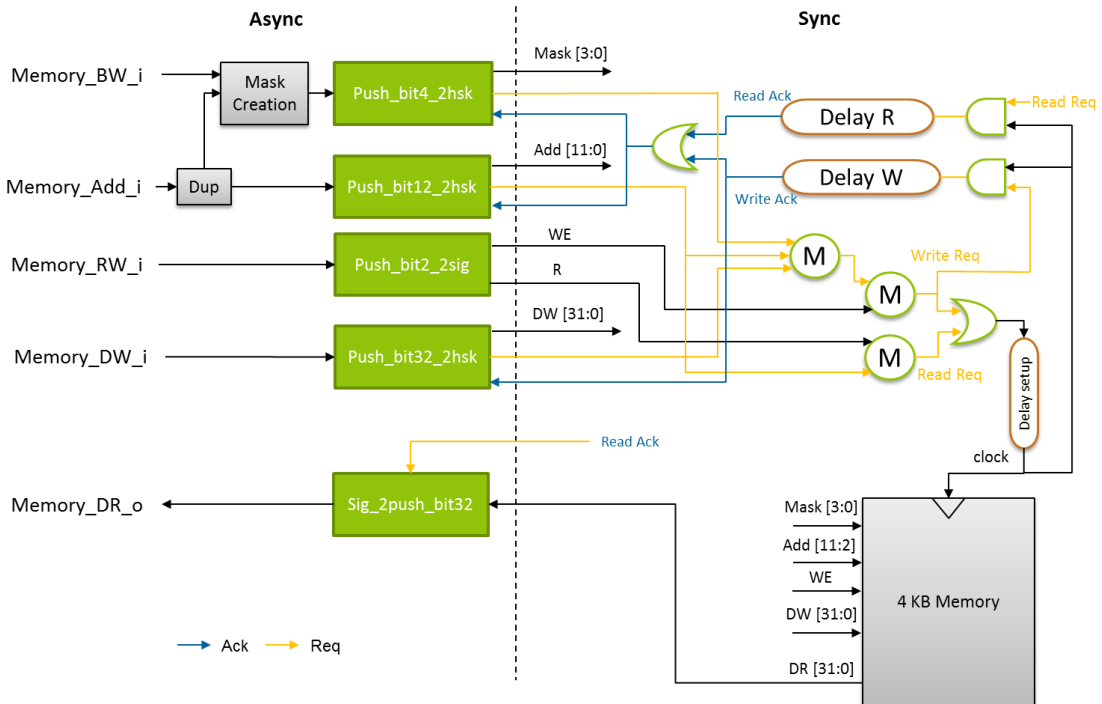 Async
Sync
Memory_BW_i
Mask
Creation
Push_bit4_2hsk
Mask [3:0]
Read Ack
Delay R
Read Req
Memory_Add_i
Dup
Push_bit12_2hsk
Add [11:0]
Write Ack
Delay W
Memory_RW_i
Push_bit2_2sig
WE
R
M
M
Write Req
Memory_DW_i
Push_bit32_2hsk
DW [31:0]
M
Read Req
Delay setup
Read Ack
clock
Memory_DR_o
Sig_2push_bit32
Mask [3:0]
Add [11:2]
WE
DW [31:0]
DR [31:0]
4 KB Memory
Ack
Req